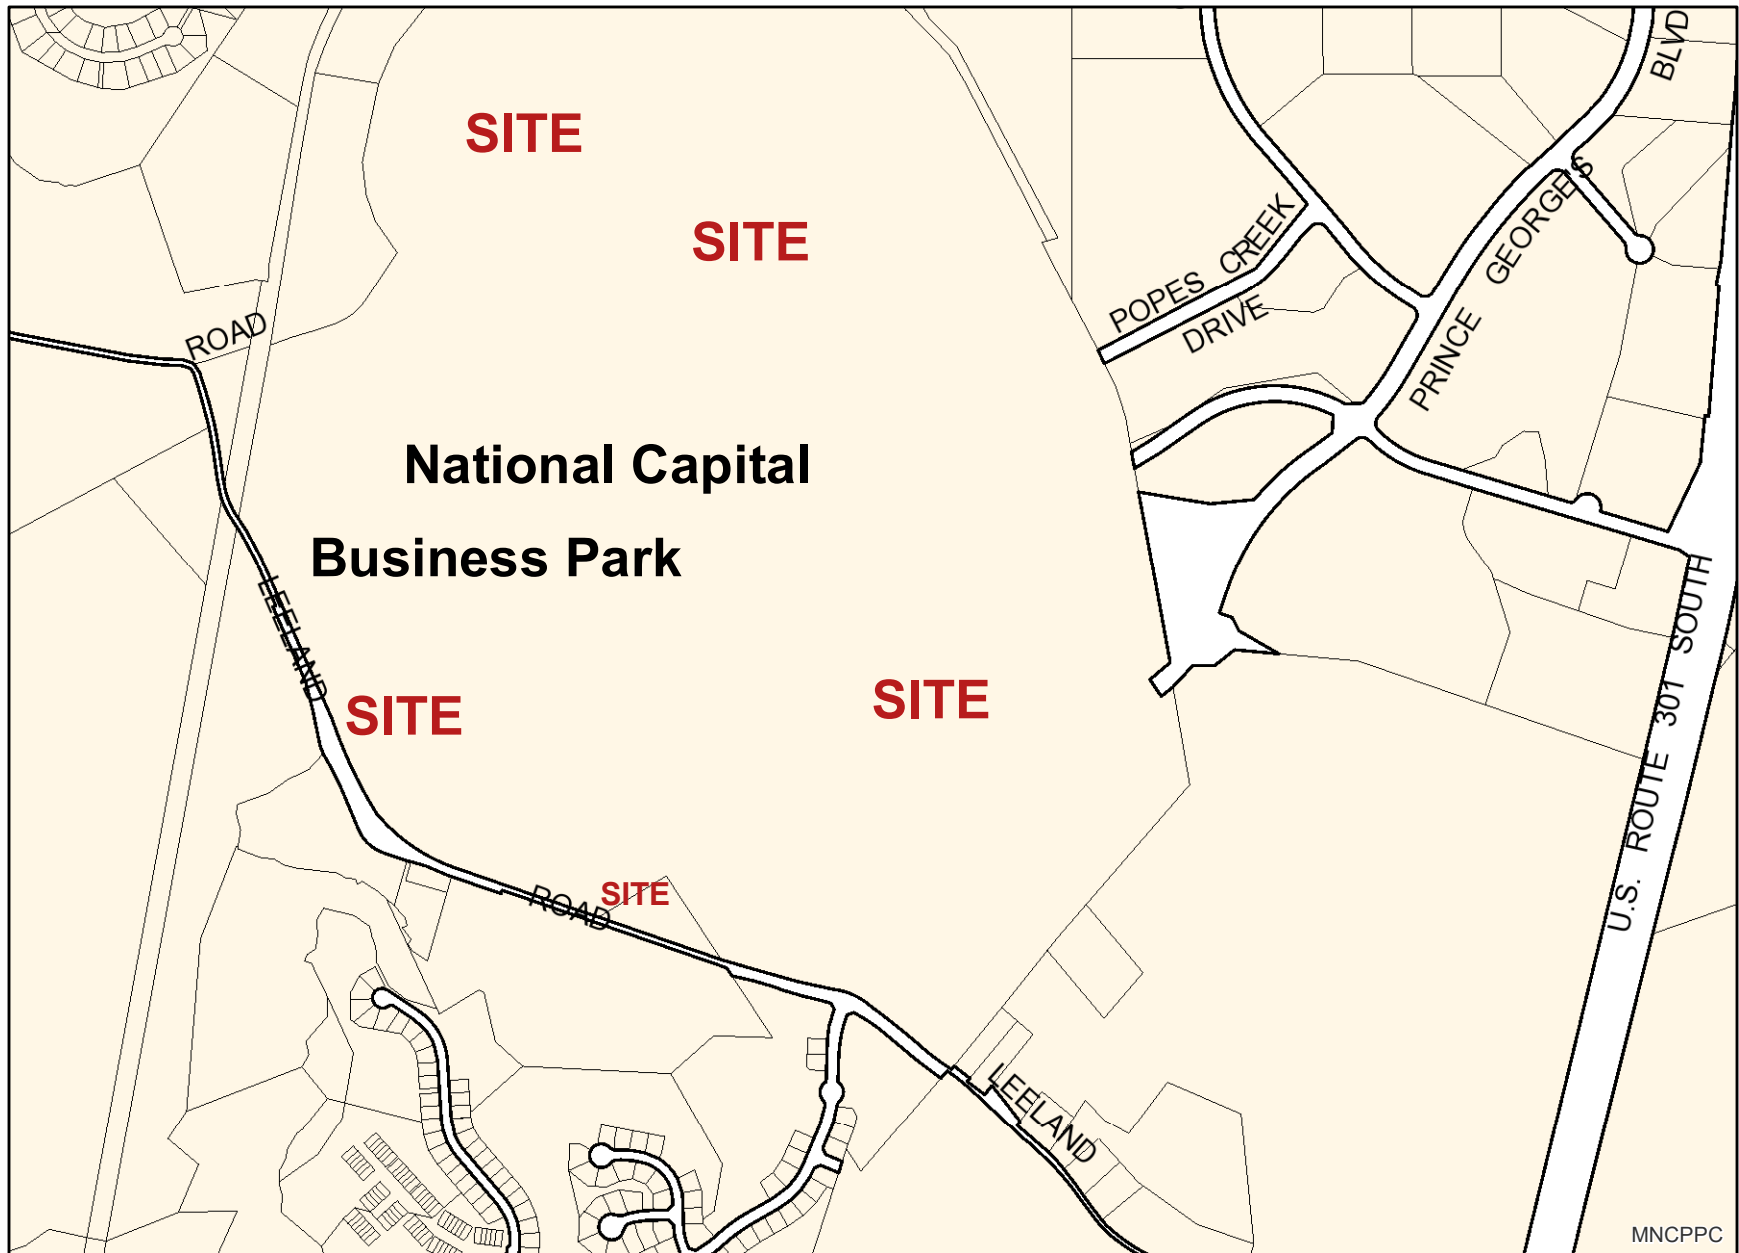 BLVD
SITE
SITE
POPES CREEK
DRIVE
PRINCE GEORGE'S
ROAD
National Capital
Business Park
LEELAND
SITE
SITE
U.S. ROUTE 301 SOUTH
ROAD
SITE
LEELAND
MNCPPC